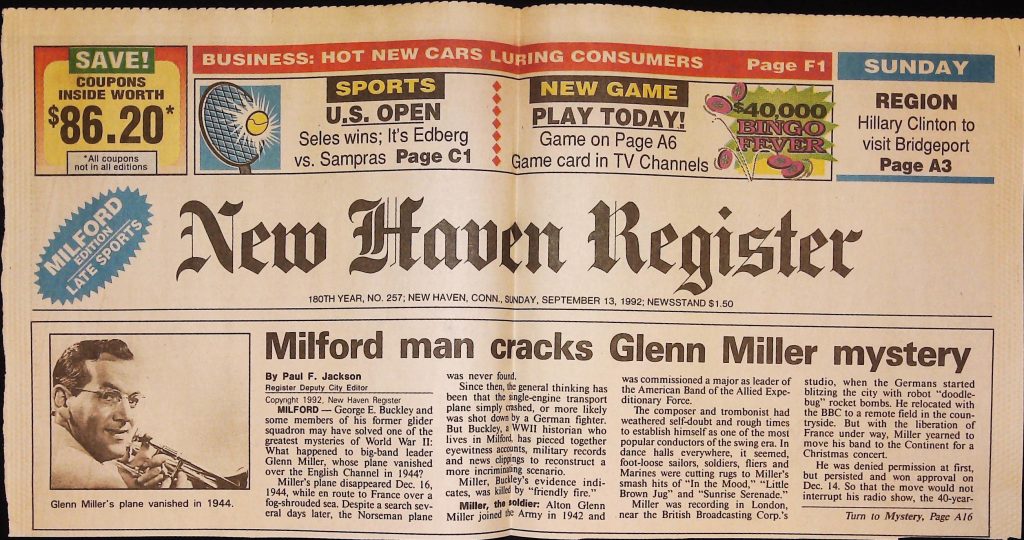 SAVE!
COUPONS
INSIDE WORTH
$86.20*
*All coupons
not in all editions
BUSINESS: HOT NEW CARS LURING CONSUMERS Page F1
SPORTS
U.S. OPEN
Seles wins; It's Edberg
vs. Sampras Page C1
NEW GAME
PLAY TODAY!
Game on Page A6
Game card in TV Channels
$40,000
BINGO
FEVER
SUNDAY
REGION
Hillary Clinton to
visit Bridgeport
Page A3
MILFORD
EDITION
LATE SPORTS
New Haven Register
180TH YEAR, NO. 257; NEW HAVEN, CONN., SUNDAY, SEPTEMBER 13, 1992; NEWSSTAND $1.50
Glenn Miller's plane vanished in 1944.
Milford man cracks Glenn Miller mystery
By Paul F. Jackson
Register Deputy City Editor
Copyright 1992, New Haven Register
MILFORD — George E. Buckley and
some members of his former glider
squadron may have solved one of the
greatest mysteries of World War II:
What happened to big-band leader
Glenn Miller, whose plane vanished
over the English Channel in 1944?
Miller's plane disappeared Dec. 16,
1944, while en route to France over a
fog-shrouded sea. Despite a search sev-
eral days later, the Norseman plane
was never found.
Since then, the general thinking has
been that the single-engine transport
plane simply crashed, or more likely
was shot down by a German fighter.
But Buckley, a WWII historian who
lives in Milford, has pieced together
eyewitness accounts, military records
and news clippings to reconstruct a
more incriminating scenario.
Miller, Buckley's evidence indi-
cates, was killed by "friendly fire."
Miller, the soldier: Alton Glenn
Miller joined the Army in 1942 and
was commissioned a major as leader of
the American Band of the Allied Expe-
ditionary Force.
The composer and trombonist had
weathered self-doubt and rough times
to establish himself as one of the most
popular conductors of the swing era. In
dance halls everywhere, it seemed,
foot-loose sailors, soldiers, fliers and
Marines were cutting rugs to Miller's
smash hits of "In the Mood," "Little
Brown Jug" and "Sunrise Serenade."
Miller was recording in London,
near the British Broadcasting Corp.'s
studio, when the Germans started
blitzing the city with robot "doodle-
bug" rocket bombs. He relocated with
the BBC to a remote field in the coun-
tryside. But with the liberation of
France under way, Miller yearned to
move his band to the Continent for a
Christmas concert.
He was denied permission at first,
but persisted and won approval on
Dec. 14. So that the move would not
interrupt his radio show, the 40-year-
Turn to Mystery, Page A16